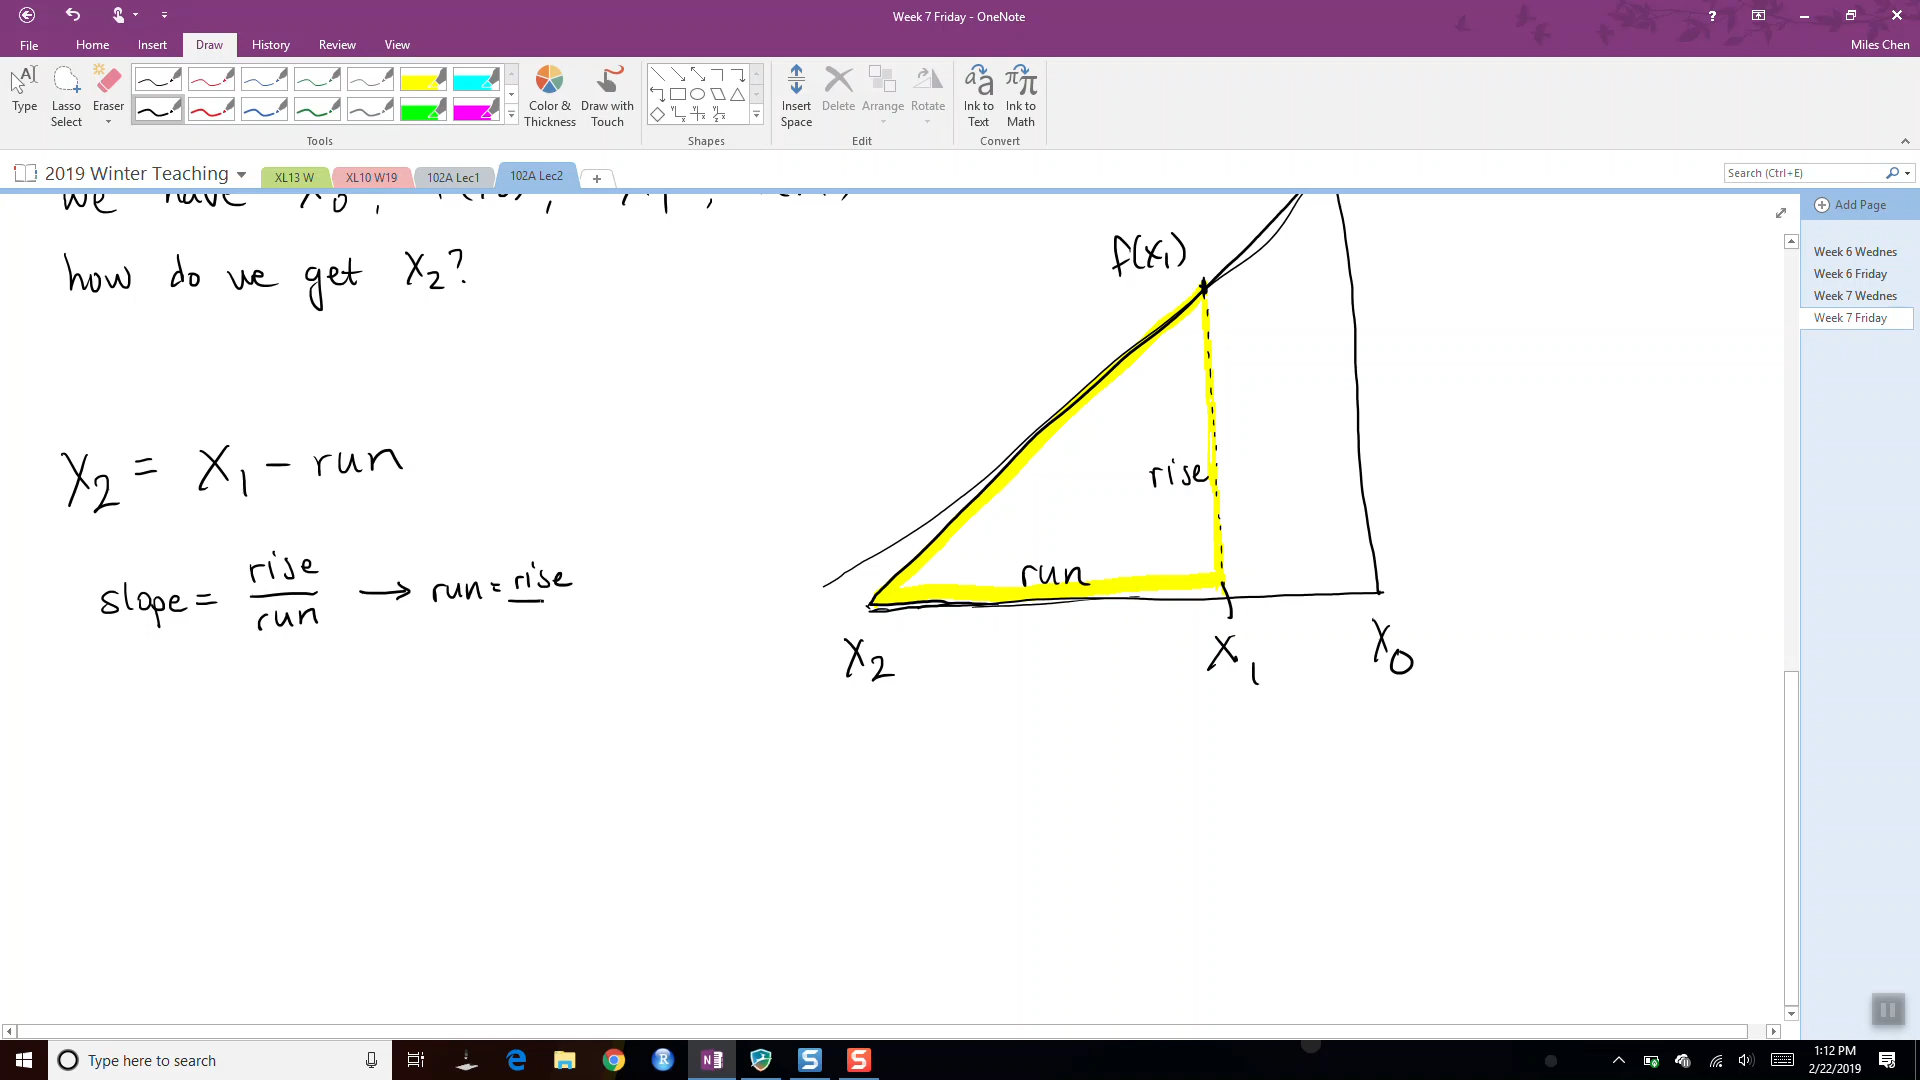 Week 7 Friday - OneNote
?
File Home Insert Draw History Review View
Miles Chen
Type
Lasso Select
Eraser
Color & Thickness
Draw with Touch
Insert Space
Delete
Arrange
Rotate
Ink to Text
Ink to Math
Tools
Shapes
Edit
Convert
2019 Winter Teaching
XL13 W
XL10 W19
102A Lec1
102A Lec2
Search (Ctrl+E)
Add Page
Week 6 Wednes
Week 6 Friday
Week 7 Wednes
Week 7 Friday
we have x₀,
how do we get x₂?
f(x₁)
x₂ = x₁ - run
slope = rise/run → run = rise
rise
run
x₂
x₁
x₀
Type here to search
1:12 PM
2/22/2019